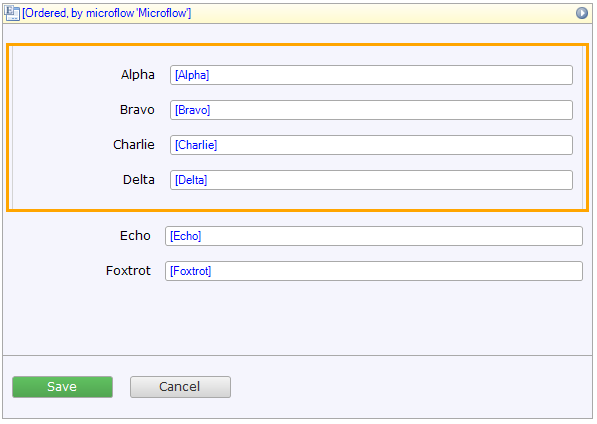 [Ordered, by microflow 'Microflow']
Alpha [Alpha]
Bravo [Bravo]
Charlie [Charlie]
Delta [Delta]
Echo [Echo]
Foxtrot [Foxtrot]
Save Cancel